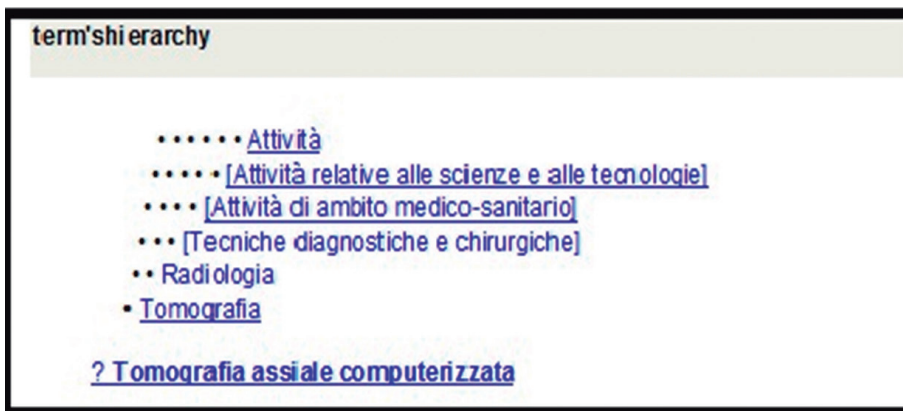 term'shi erarchy
• • • • • • Attività
• • • • • [Attività relative alle scienze e alle tecnologie]
• • • • [Attività di ambito medico-sanitario]
• • • [Tecniche diagnostiche e chirurgiche]
• • Radiologia
• Tomografia
? Tomografia assiale computerizzata